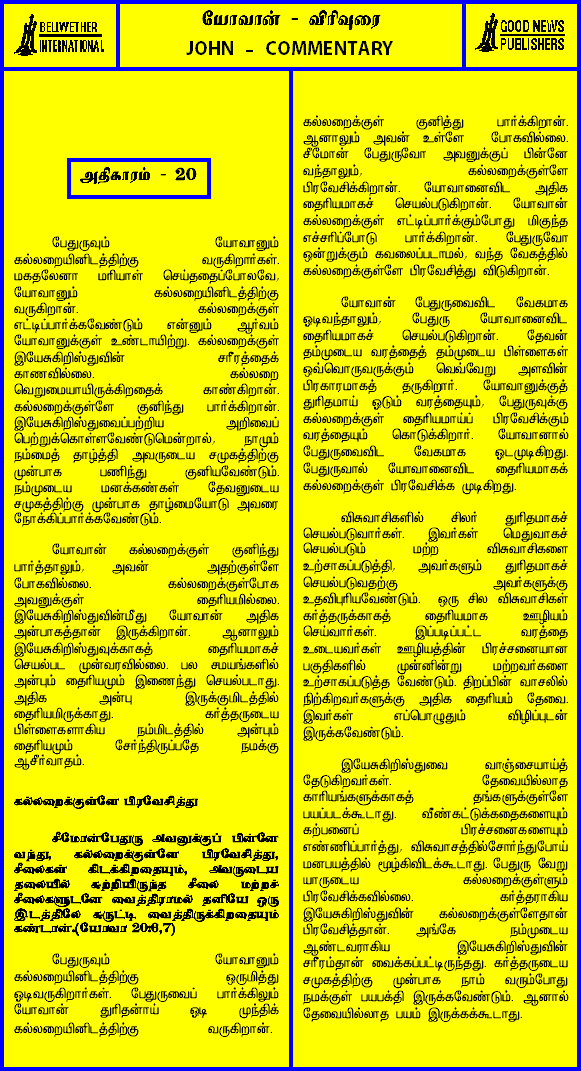 BELLWETHER
INTERNATIONAL
யோவான் - விரிவுரை
JOHN - COMMENTARY
GOOD NEWS
PUBLISHERS
அதிகாரம் - 20
பேதுருவும் யோவானும்
கல்லறையினிடத்திற்கு வருகிறார்கள்.
மகதலேனா மரியாள் செய்ததைப்போலவே,
யோவானும் கல்லறையினிடத்திற்கு
வருகிறான். கல்லறைக்குள்
எட்டிப்பார்க்கவேண்டும் என்னும் ஆர்வம்
யோவானுக்குள் உண்டாயிற்று. கல்லறைக்குள்
இயேசுகிறிஸ்துவின் சரீரத்தைக்
காணவில்லை. கல்லறை
வெறுமையாயிருக்கிறதைக் காண்கிறான்.
கல்லறைக்குள்ளே குனிந்து பார்க்கிறான்.
இயேசுகிறிஸ்துவைப்பற்றிய அறிவைப்
பெற்றுக்கொள்ளவேண்டுமென்றால், நாமும்
நம்மைத் தாழ்த்தி அவருடைய சமுகத்திற்கு
முன்பாக பணிந்து குனியவேண்டும்.
நம்முடைய மனக்கண்கள் தேவனுடைய
சமுகத்திற்கு முன்பாக தாழ்மையோடு அவரை
நோக்கிப்பார்க்கவேண்டும்.
யோவான் கல்லறைக்குள் குனிந்து
பார்த்தாலும், அவன் அதற்குள்ளே
போகவில்லை. கல்லறைக்குள்போக
அவனுக்குள் தைரியமில்லை.
இயேசுகிறிஸ்துவின்மீது யோவான் அதிக
அன்பாகத்தான் இருக்கிறான். ஆனாலும்
இயேசுகிறிஸ்துவுக்காகத் தைரியமாகச்
செயல்பட முன்வரவில்லை. பல சமயங்களில்
அன்பும் தைரியமும் இணைந்து செயல்படாது.
அதிக அன்பு இருக்குமிடத்தில்
தைரியமிருக்காது. கர்த்தருடைய
பிள்ளைகளாகிய நம்மிடத்தில் அன்பும்
தைரியமும் சேர்ந்திருப்பதே நமக்கு
ஆசீர்வாதம்.
கல்லறைக்குள்ளே பிரவேசித்து
சீமோன்பேதுரு அவனுக்குப் பின்னே
வந்து, கல்லறைக்குள்ளே பிரவேசித்து,
சீலைகள் கிடக்கிறதையும், அவருடைய
தலையில் சுற்றியிருந்த சீலை மற்றச்
சீலைகளுடனே வைத்திராமல் தனியே ஒரு
இடத்திலே சுருட்டி வைத்திருக்கிறதையும்
கண்டான்.(யோவா 20:6,7)
பேதுருவும் யோவானும்
கல்லறையினிடத்திற்கு ஒருமித்து
ஓடிவருகிறார்கள். பேதுருவைப் பார்க்கிலும்
யோவான் துரிதனாய் ஓடி முந்திக்
கல்லறையினிடத்திற்கு வருகிறான்.
கல்லறைக்குள் குனித்து பார்க்கிறான்.
ஆனாலும் அவன் உள்ளே போகவில்லை.
சீமோன் பேதுருவோ அவனுக்குப் பின்னே
வந்தாலும், கல்லறைக்குள்ளே
பிரவேசிக்கிறான். யோவானைவிட அதிக
தைரியமாகச் செயல்படுகிறான். யோவான்
கல்லறைக்குள் எட்டிப்பார்க்கும்போது மிகுந்த
எச்சரிப்போடு பார்க்கிறான். பேதுருவோ
ஒன்றுக்கும் கவலைப்படாமல், வந்த வேகத்தில்
கல்லறைக்குள்ளே பிரவேசித்து விடுகிறான்.
யோவான் பேதுருவைவிட வேகமாக
ஓடிவந்தாலும், பேதுரு யோவானைவிட
தைரியமாகச் செயல்படுகிறான். தேவன்
தம்முடைய வரத்தைத் தம்முடைய பிள்ளைகள்
ஒவ்வொருவருக்கும் வெவ்வேறு அளவின்
பிரகாரமாகத் தருகிறார். யோவானுக்குத்
துரிதமாய் ஓடும் வரத்தையும், பேதுருவுக்கு
கல்லறைக்குள் தைரியமாய்ப் பிரவேசிக்கும்
வரத்தையும் கொடுக்கிறார். யோவானால்
பேதுருவைவிட வேகமாக ஓடமுடிகிறது.
பேதுருவால் யோவானைவிட தைரியமாகக்
கல்லறைக்குள் பிரவேசிக்க முடிகிறது.
விசுவாசிகளில் சிலர் துரிதமாகச்
செயல்படுவார்கள். இவர்கள் மெதுவாகச்
செயல்படும் மற்ற விசுவாசிகளை
உற்சாகப்படுத்தி, அவர்களும் துரிதமாகச்
செயல்படுவதற்கு அவர்களுக்கு
உதவிபுரியவேண்டும். ஒரு சில விசுவாசிகள்
கர்த்தருக்காகத் தைரியமாக ஊழியம்
செய்வார்கள். இப்படிப்பட்ட வரத்தை
உடையவர்கள் ஊழியத்தின் பிரச்சனையான
பகுதிகளில் முன்னின்று மற்றவர்களை
உற்சாகப்படுத்த வேண்டும். திறப்பின் வாசலில்
நிற்கிறவர்களுக்கு அதிக தைரியம் தேவை.
இவர்கள் எப்பொழுதும் விழிப்புடன்
இருக்கவேண்டும்.
இயேசுகிறிஸ்துவை வாஞ்சையாய்த்
தேடுகிறவர்கள். தேவையில்லாத
காரியங்களுக்காகத் தங்களுக்குள்ளே
பயப்படக்கூடாது. வீண்கட்டுக்கதைகளையும்
கற்பனைப் பிரச்சனைகளையும்
எண்ணிப்பார்த்து, விசுவாசத்தில்சோர்ந்துபோய்
மனபயத்தில் மூழ்கிவிடக்கூடாது. பேதுரு வேறு
யாருடைய கல்லறைக்குள்ளும்
பிரவேசிக்கவில்லை. கர்த்தராகிய
இயேசுகிறிஸ்துவின் கல்லறைக்குள்ளேதான்
பிரவேசித்தான். அங்கே நம்முடைய
ஆண்டவராகிய இயேசுகிறிஸ்துவின்
சரீரம்தான் வைக்கப்பட்டிருந்தது. கர்த்தருடைய
சமுகத்திற்கு முன்பாக நாம் வரும்போது
நமக்குள் பயபக்தி இருக்கவேண்டும். ஆனால்
தேவையில்லாத பயம் இருக்கக்கூடாது.